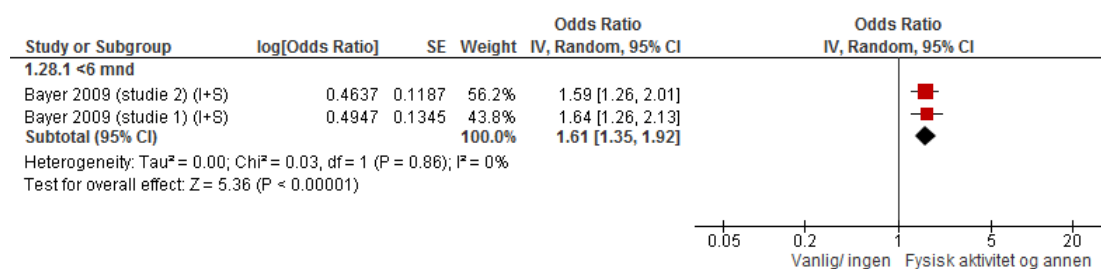 Odds Ratio Odds Ratio
Study or Subgroup log[Odds Ratio] SE Weight IV, Random, 95% CI IV, Random, 95% CI
1.28.1 <6 mnd
Bayer 2009 (studie 2) (I+S) 0.4637 0.1187 56.2% 1.59 [1.26, 2.01]
Bayer 2009 (studie 1) (I+S) 0.4947 0.1345 43.8% 1.64 [1.26, 2.13]
Subtotal (95% CI) 100.0% 1.61 [1.35, 1.92]
Heterogeneity: Tau² = 0.00; Chi² = 0.03, df = 1 (P = 0.86); I² = 0%
Test for overall effect: Z = 5.36 (P < 0.00001)
0.05 0.2 1 5 20
Vanlig/ ingen Fysisk aktivitet og annen